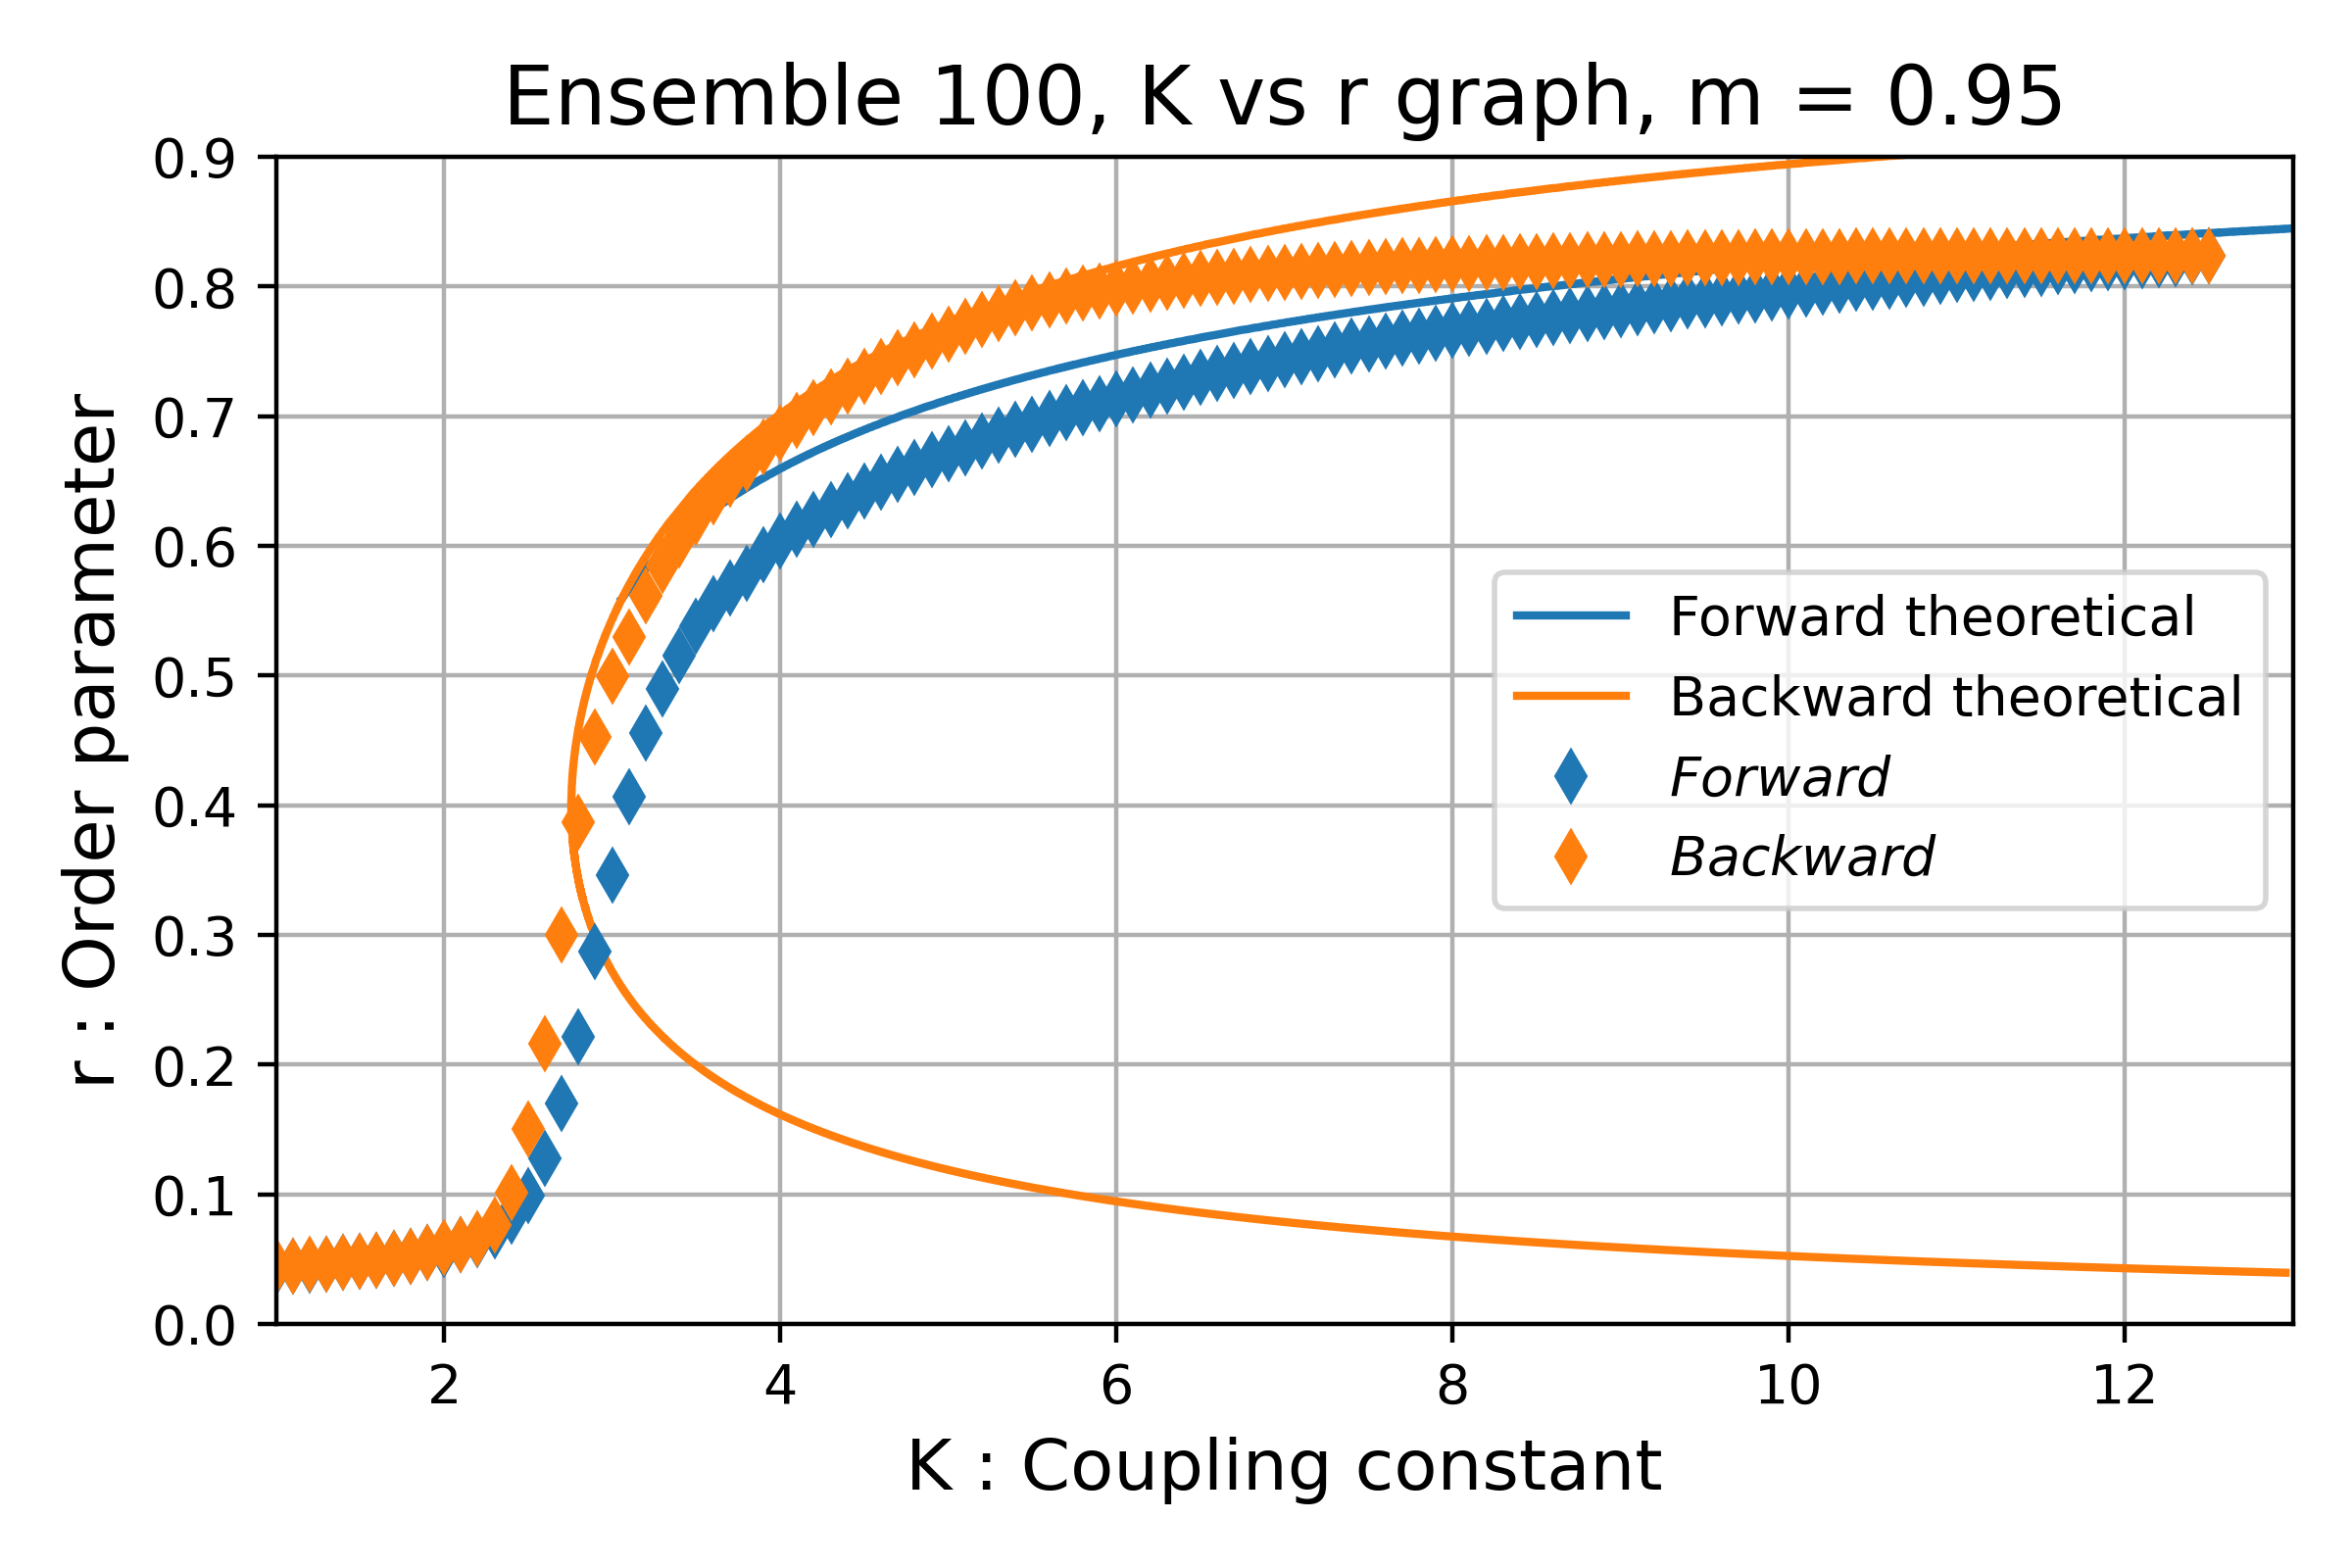 Ensemble 100, K vs r graph, m = 0.95
0.9
0.8
0.7
0.6
0.5
0.4
0.3
0.2
0.1
0.0
r : Order parameter
Forward theoretical
Backward theoretical
Forward
Backward
2 4 6 8 10 12
K : Coupling constant